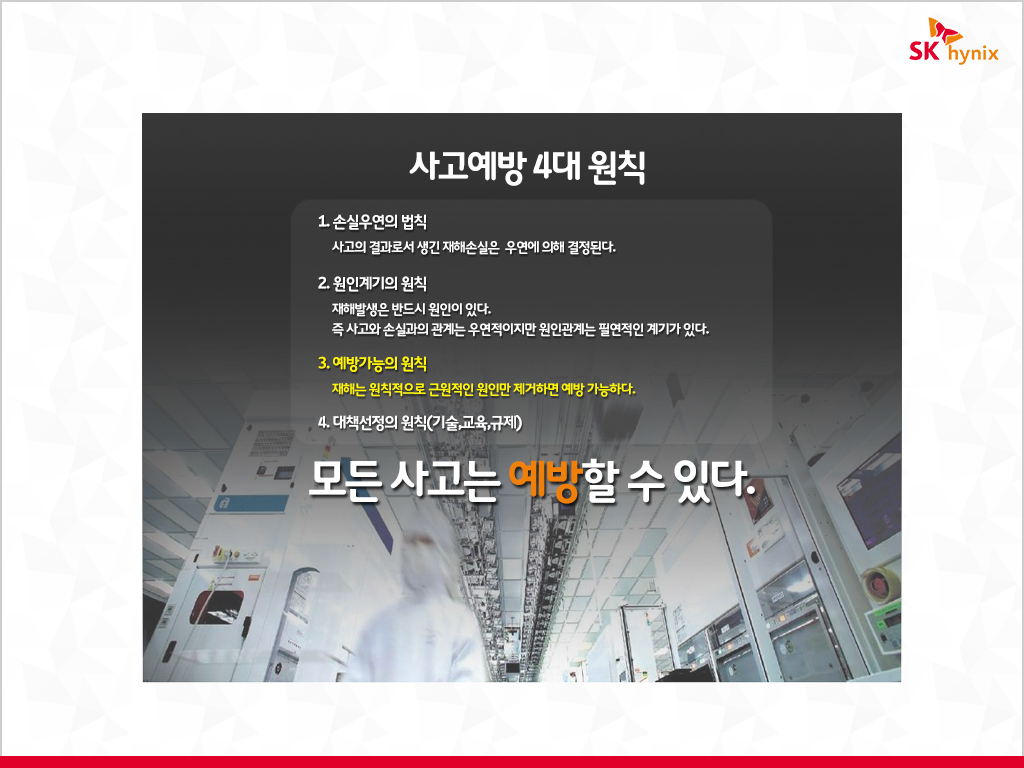 SK hynix
사고예방 4대 원칙
1. 손실우연의 법칙
사고의 결과로서 생긴 재해손실은 우연에 의해 결정된다.
2. 원인계기의 원칙
재해발생은 반드시 원인이 있다.
즉 사고와 손실과의 관계는 우연적이지만 원인관계는 필연적인 계기가 있다.
3. 예방가능의 원칙
재해는 원칙적으로 근원적인 원인만 제거하면 예방 가능하다.
4. 대책선정의 원칙(기술,교육,규제)
모든 사고는 예방할 수 있다.